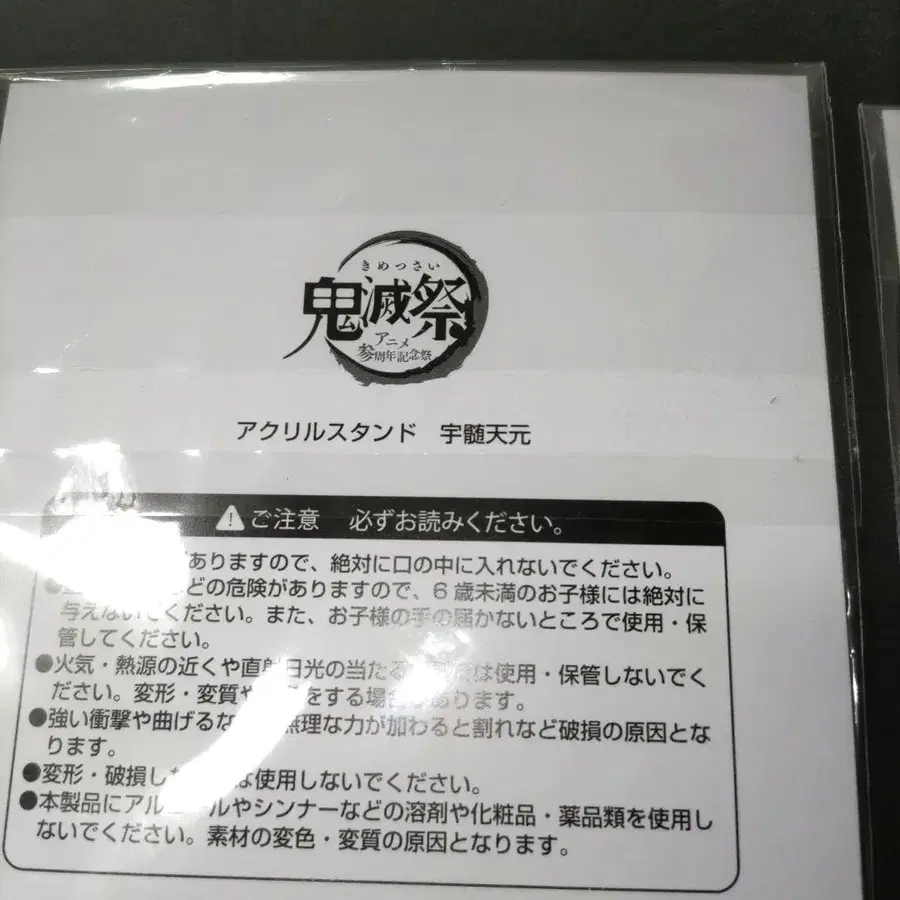 きめつさい
鬼滅祭
アニメ
参周年記念祭
アクリルスタンド 宇髄天元
ご注意 必ずお読みください。
ありますので、絶対に口の中に入れないでください。
どの危険がありますので、6歳未満のお子様には絶対に
与えないでください。また、お子様の手の届かないところで使用・保
管してください。
●火気・熱源の近くや直射日光の当たる は使用・保管しないでく
ださい。変形・変質や をする場合があります。
●強い衝撃や曲げるな 無理な力が加わると割れなど破損の原因とな
ります。
●変形・破損し は使用しないでください。
●本製品にアルコールやシンナーなどの溶剤や化粧品・薬品類を使用し
ないでください。素材の変色・変質の原因となります。